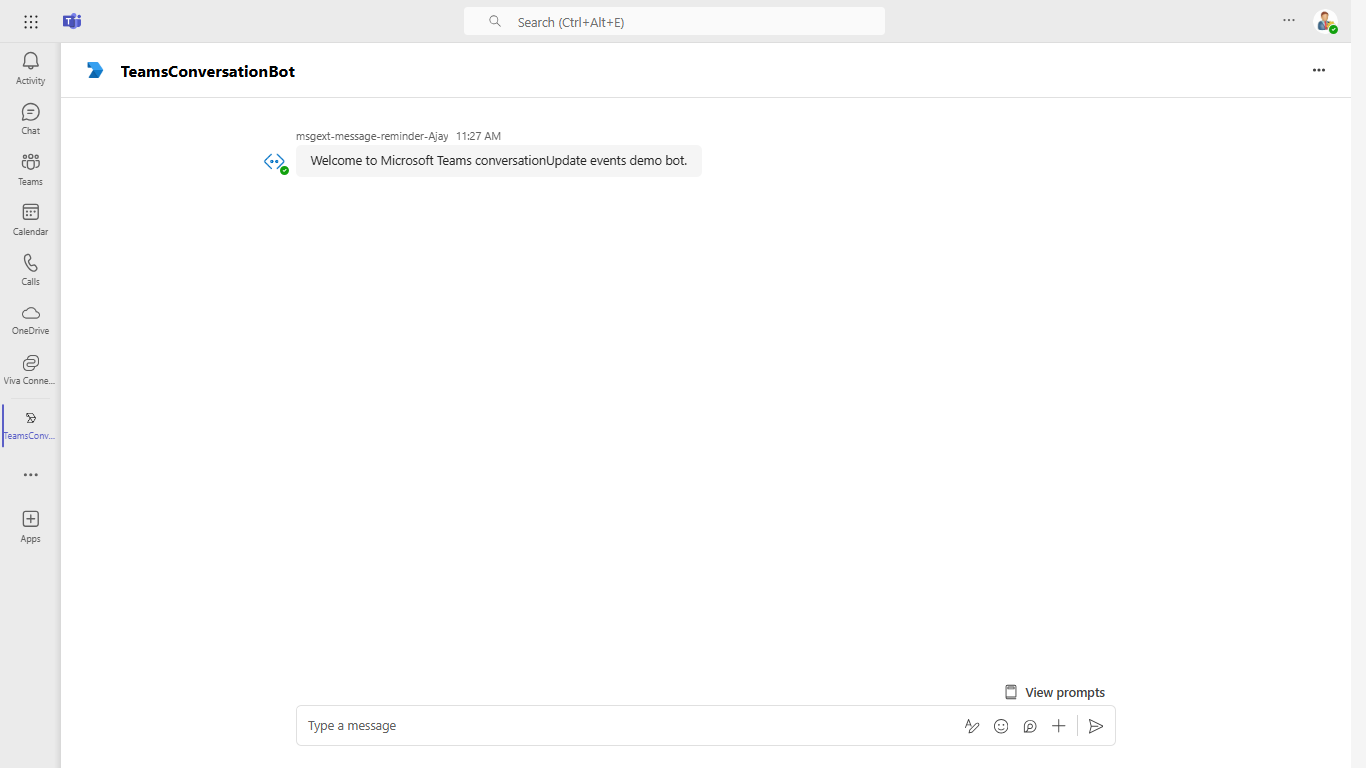 Search (Ctrl+Alt+E)
Activity
Chat
Teams
Calendar
Calls
OneDrive
Viva Conne...
TeamsConv...
Apps
TeamsConversationBot
msgext-message-reminder-Ajay 11:27 AM
Welcome to Microsoft Teams conversationUpdate events demo bot.
View prompts
Type a message